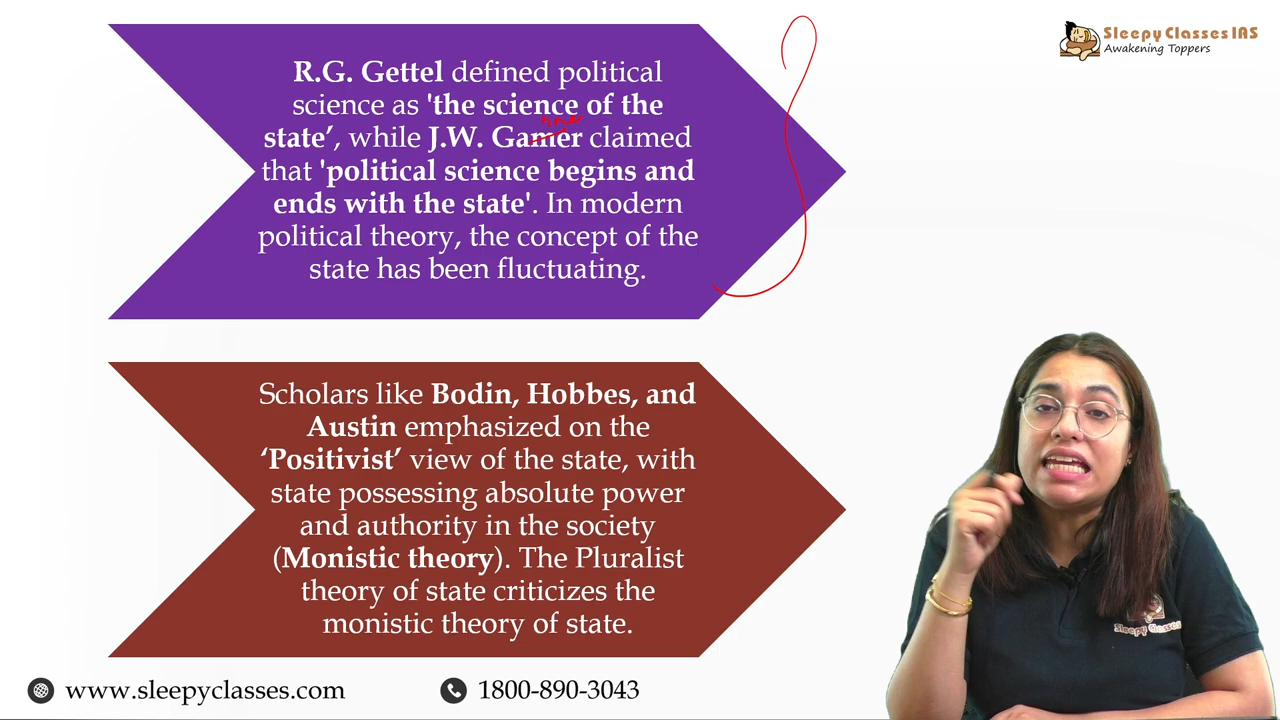 Sleepy Classes IAS
Awakening Toppers
R.G. Gettel defined political
science as 'the science of the
state’, while J.W. Gamer claimed
that 'political science begins and
ends with the state'. In modern
political theory, the concept of the
state has been fluctuating.
Scholars like Bodin, Hobbes, and
Austin emphasized on the
‘Positivist’ view of the state, with
state possessing absolute power
and authority in the society
(Monistic theory). The Pluralist
theory of state criticizes the
monistic theory of state.
Sleepy Classes
www.sleepyclasses.com
1800-890-3043